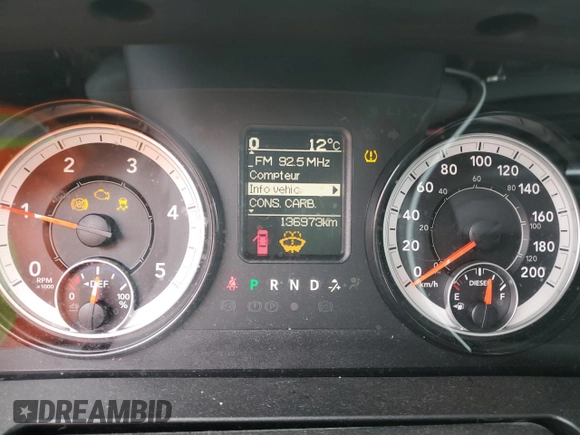 0 12°C
FM 92.5 MHz
Compteur
Info véhic.
CONS. CARB.
136973km
0 1 2 3 4 5
RPM
x1000
DEF
0 100
%
P R N D
0 20 40 60 80 100 120 140 160 180 200
km/h
DIESEL
E F
DREAMBID